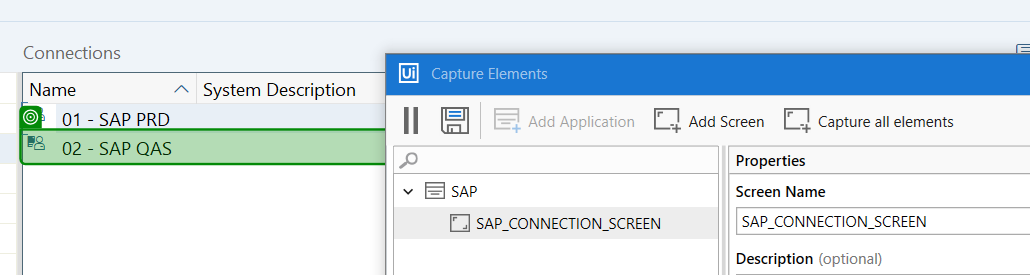 Connections
Name System Description
01 - SAP PRD
02 - SAP QAS
Ui Capture Elements
Add Application Add Screen Capture all elements
SAP
SAP_CONNECTION_SCREEN
Properties
Screen Name
SAP_CONNECTION_SCREEN
Description (optional)